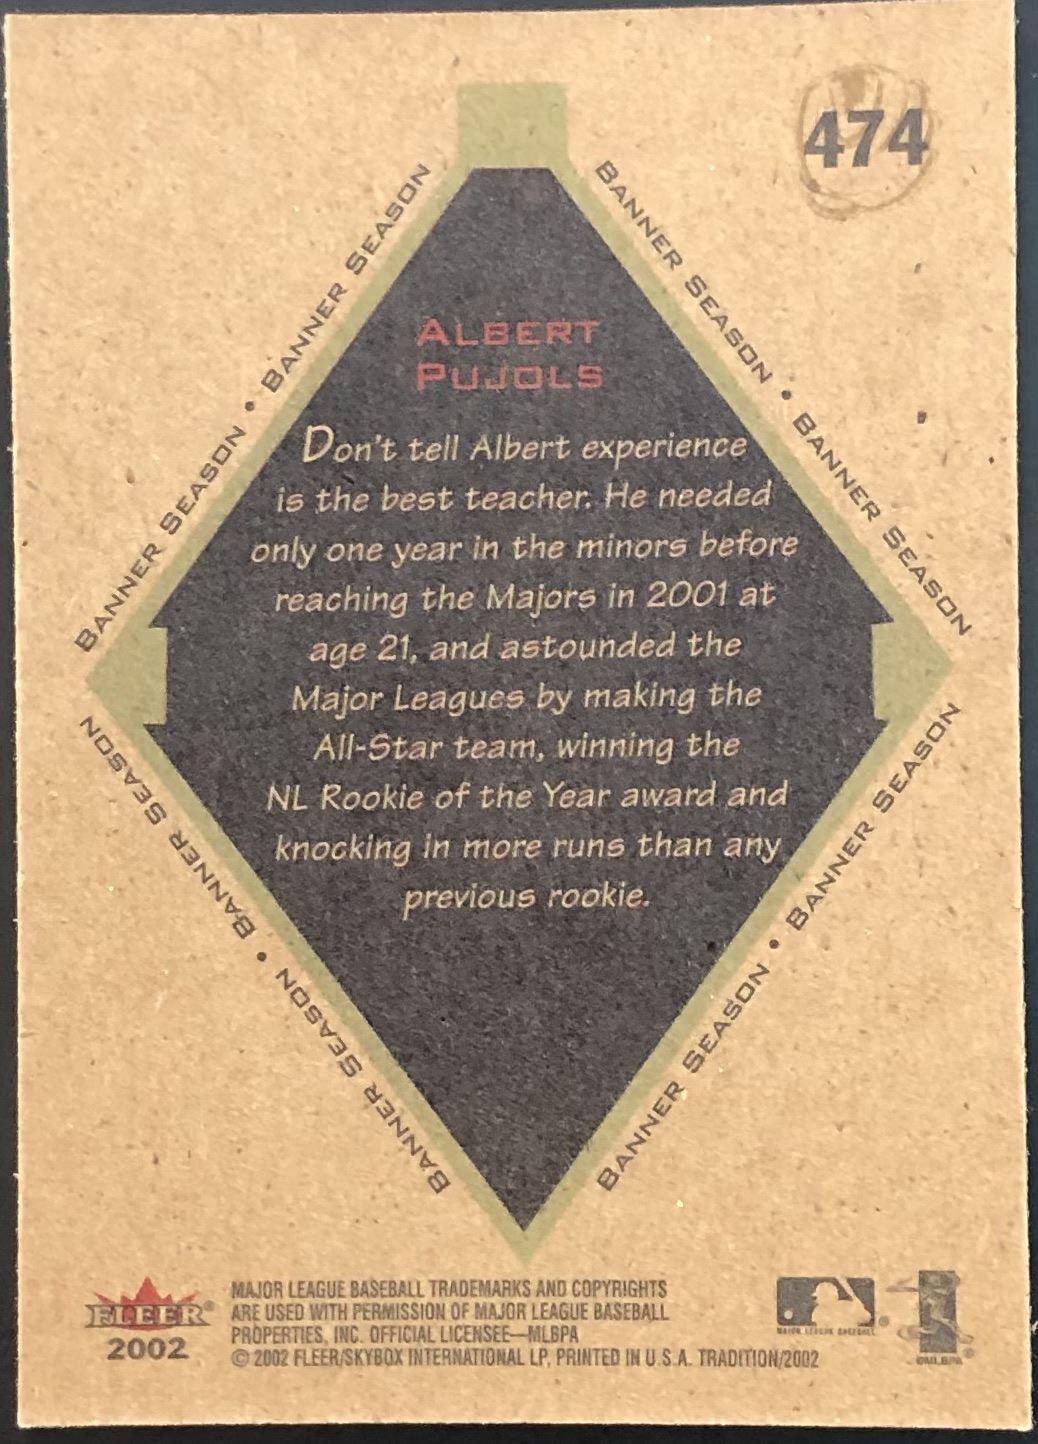 474
BANNER SEASON • BANNER SEASON
BANNER SEASON • BANNER SEASON
ALBERT
PUJOLS
Don't tell Albert experience
is the best teacher. He needed
only one year in the minors before
reaching the Majors in 2001 at
age 21, and astounded the
Major Leagues by making the
All-Star team, winning the
NL Rookie of the Year award and
knocking in more runs than any
previous rookie.
BANNER SEASON • BANNER SEASON
BANNER SEASON • BANNER SEASON
FLEER®
2002
MAJOR LEAGUE BASEBALL TRADEMARKS AND COPYRIGHTS
ARE USED WITH PERMISSION OF MAJOR LEAGUE BASEBALL
PROPERTIES, INC. OFFICIAL LICENSEE—MLBPA
© 2002 FLEER/SKYBOX INTERNATIONAL LP, PRINTED IN U.S.A. TRADITION/2002
MAJOR LEAGUE BASEBALL®
©MLBPA®